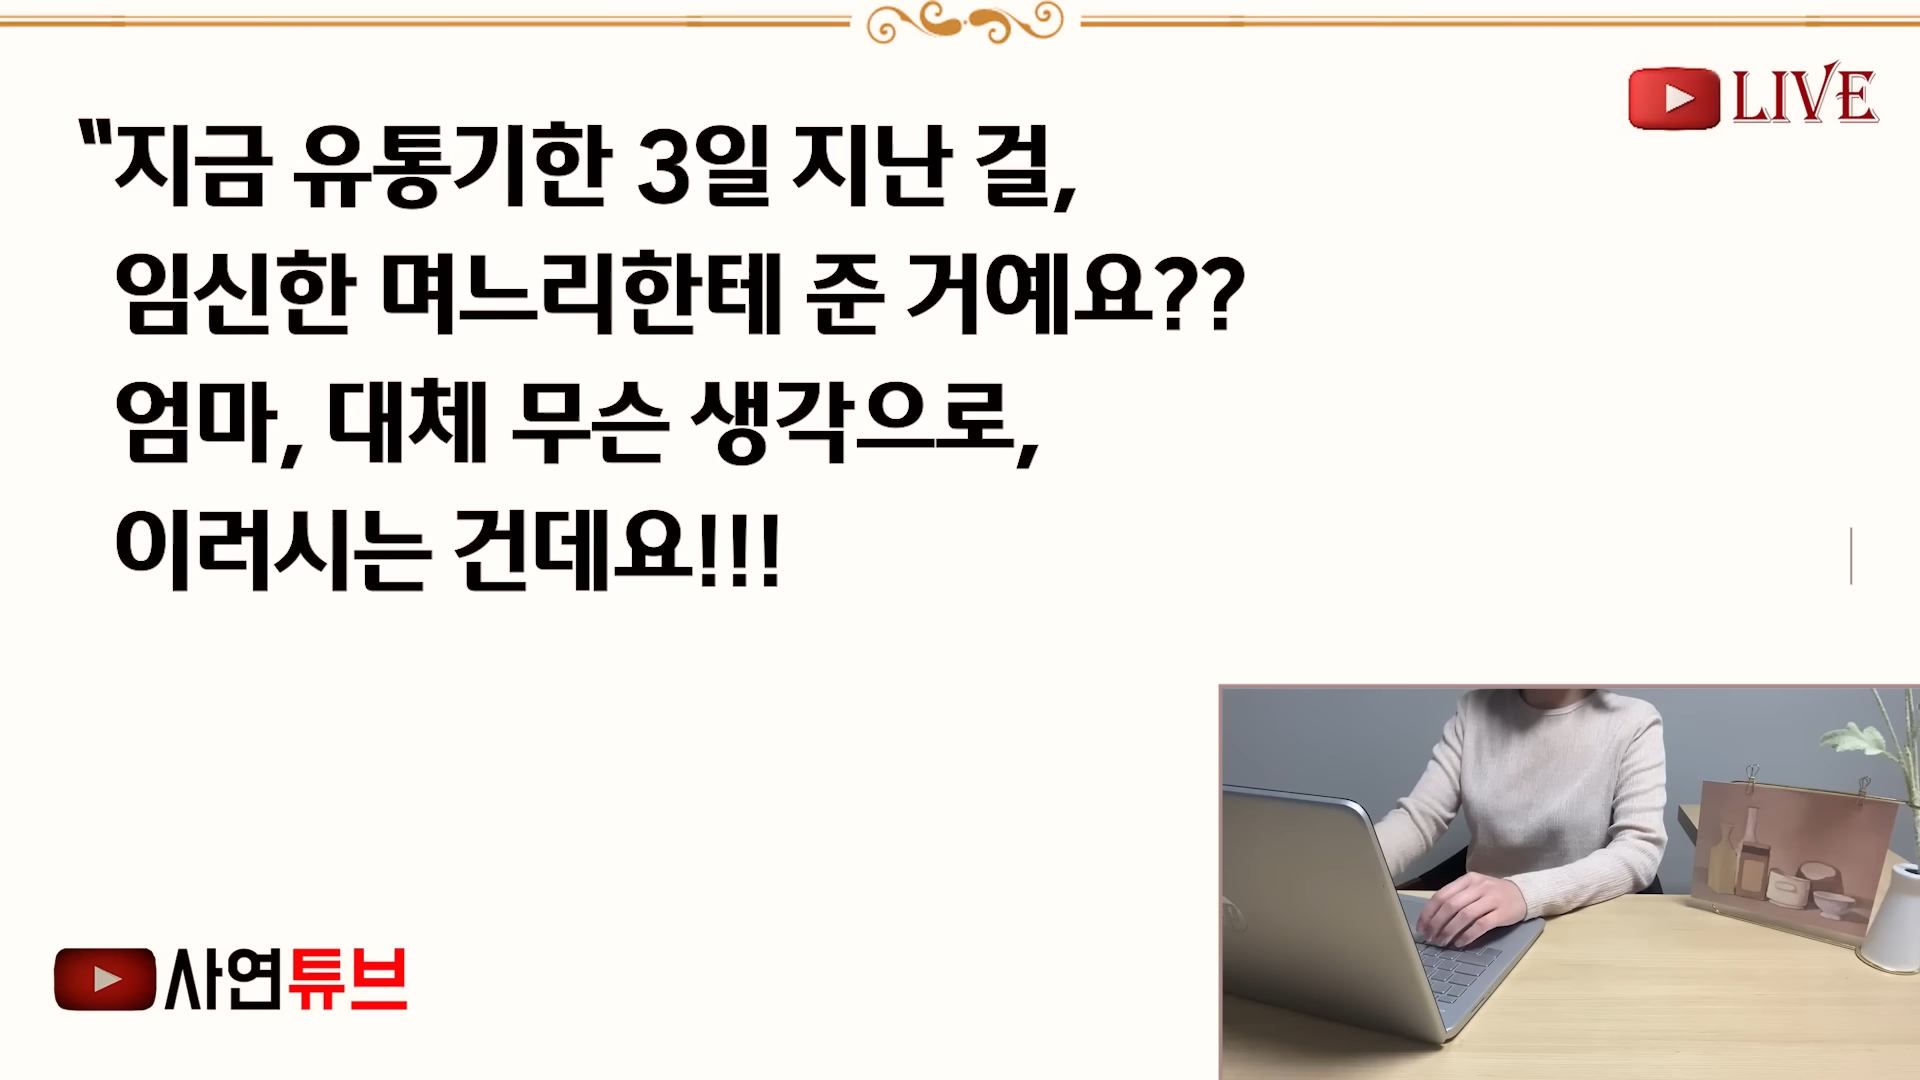 LIVE
"지금 유통기한 3일 지난 걸,
임신한 며느리한테 준 거예요??
엄마, 대체 무슨 생각으로,
이러시는 건데요!!!
사연튜브